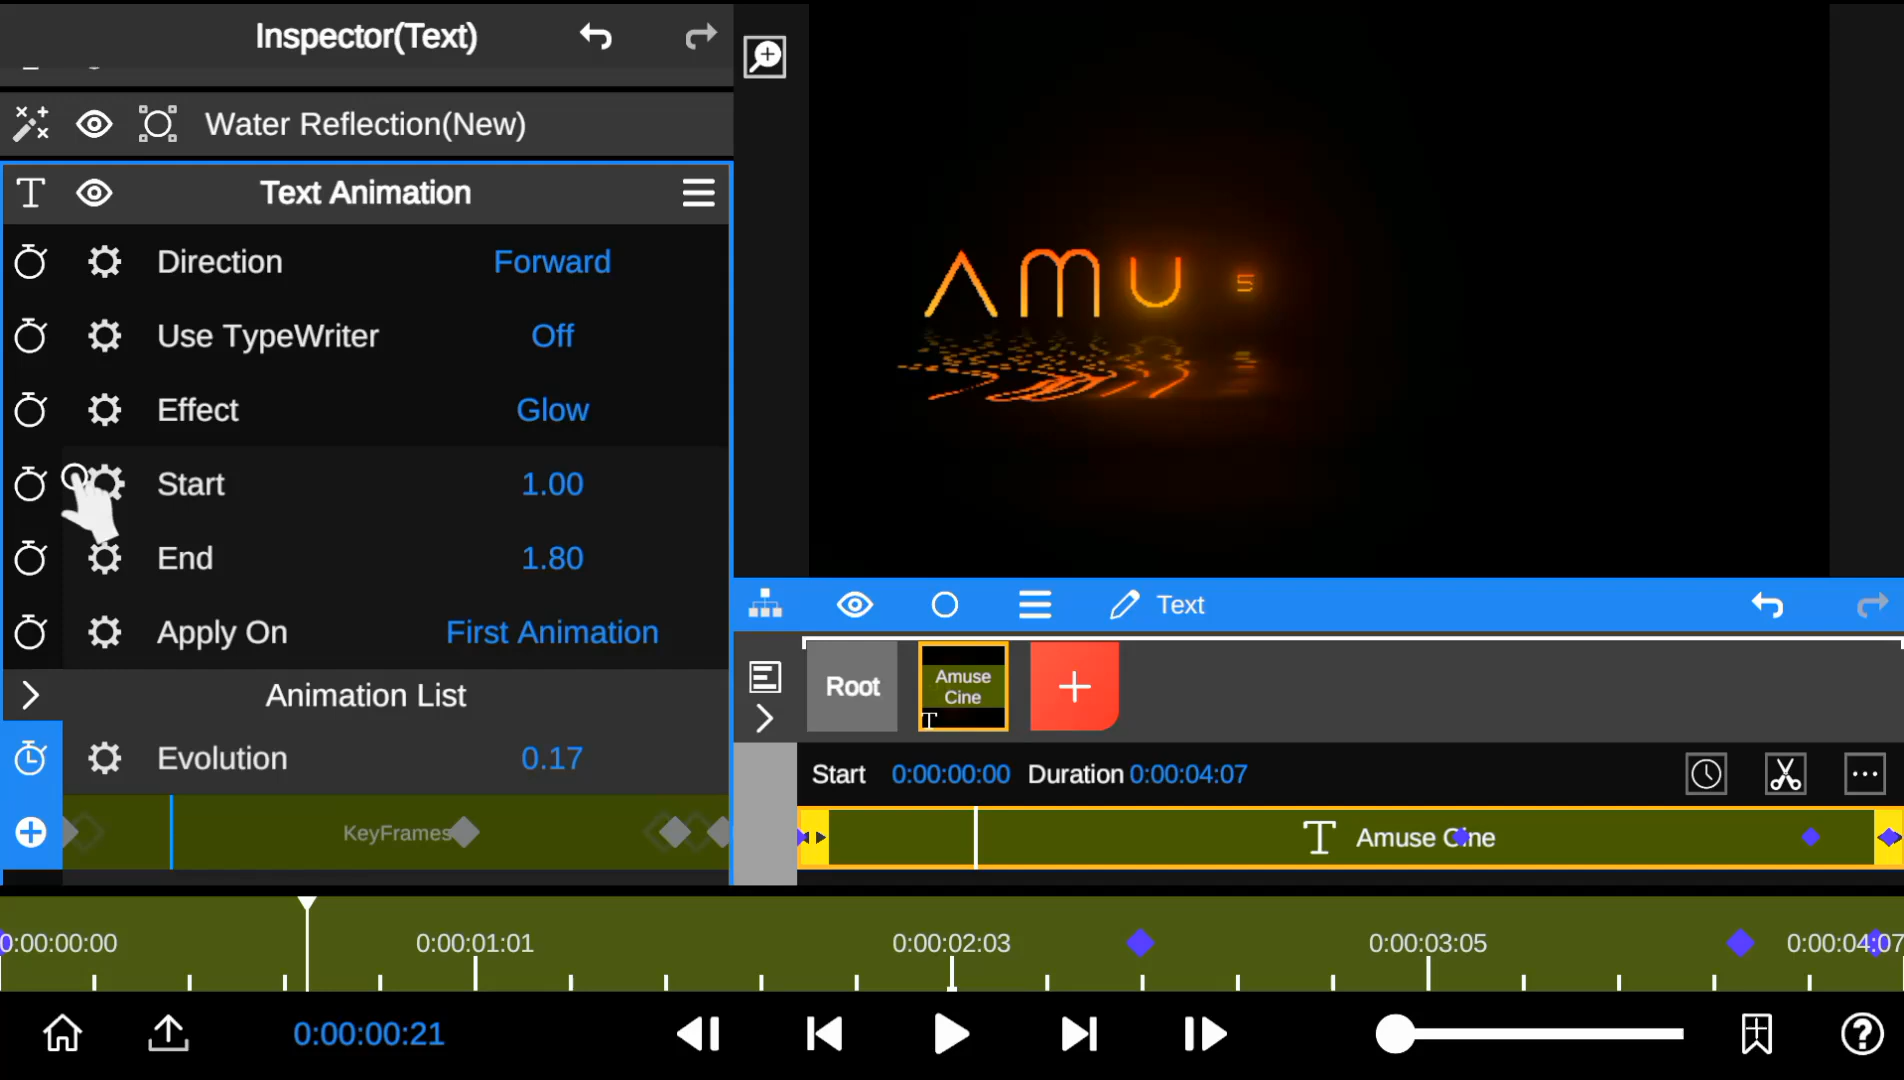 Inspector(Text)
Water Reflection(New)
T Text Animation
Direction Forward
Use TypeWriter Off
Effect Glow
Start 1.00
End 1.80
Apply On First Animation
Animation List
Evolution 0.17
KeyFrames
A M U S
Text
Root
Amuse
Cine
T
Start 0:00:00:00 Duration 0:00:04:07
T Amuse Cine
0:00:00:00 0:00:01:01 0:00:02:03 0:00:03:05 0:00:04:07
0:00:00:21